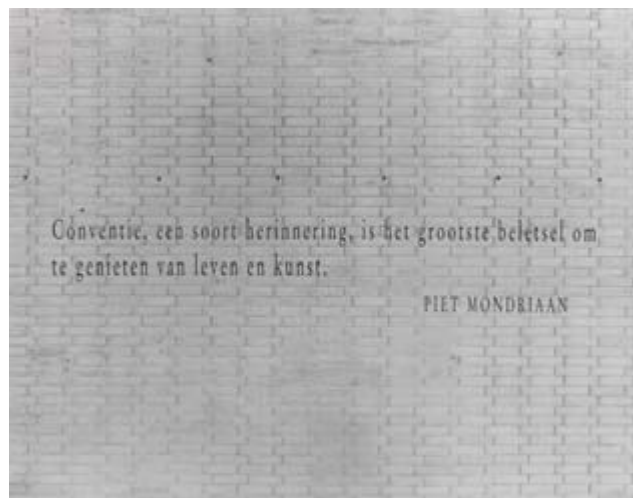 Conventie, een soort herinnering, is het grootste beletsel om
te genieten van leven en kunst.
PIET MONDRIAAN